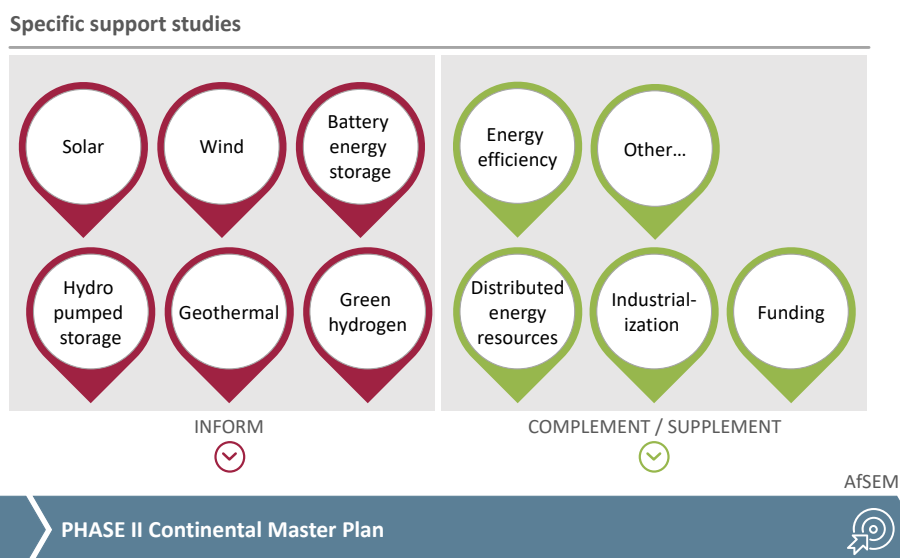 Specific support studies
Solar
Wind
Battery
energy
storage
Hydro
pumped
storage
Geothermal
Green
hydrogen
Energy
efficiency
Other...
Distributed
energy
resources
Industrial-
ization
Funding
INFORM
COMPLEMENT / SUPPLEMENT
AfSEM
PHASE II Continental Master Plan